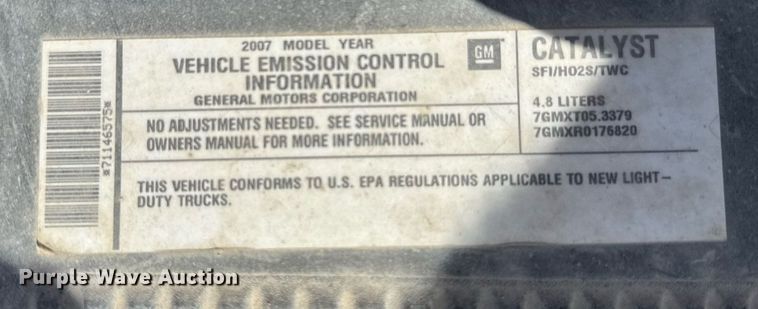 2007 MODEL YEAR
VEHICLE EMISSION CONTROL
INFORMATION
GENERAL MOTORS CORPORATION
GM
CATALYST
SFI/HO2S/TWC
4.8 LITERS
7GMXT05.3379
7GMXR0176820
NO ADJUSTMENTS NEEDED. SEE SERVICE MANUAL OR
OWNERS MANUAL FOR MORE INFORMATION.
THIS VEHICLE CONFORMS TO U.S. EPA REGULATIONS APPLICABLE TO NEW LIGHT-
DUTY TRUCKS.
*71146575*
Purple Wave Auction